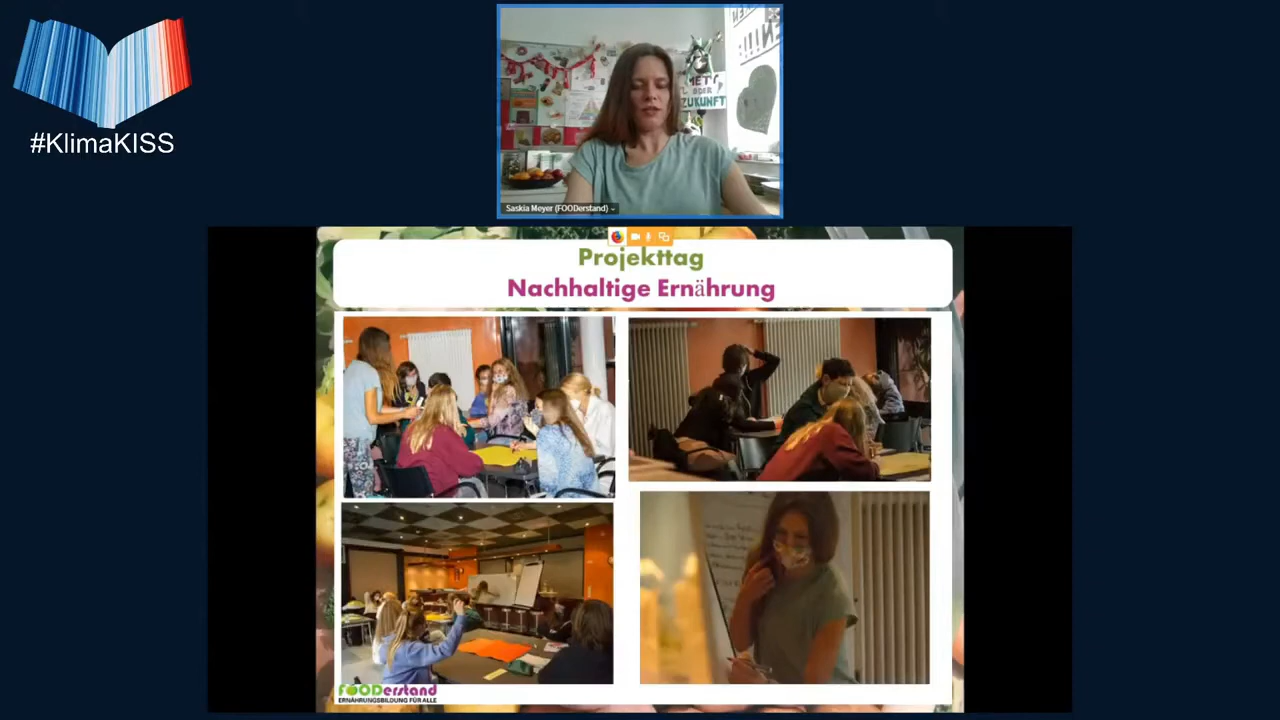 #KlimaKISS
ZUKUNFT
Saskia Meyer (FOODerstand)
Projekttag
Nachhaltige Ernährung
FOODerstand
ERNÄHRUNGSBILDUNG FÜR ALLE